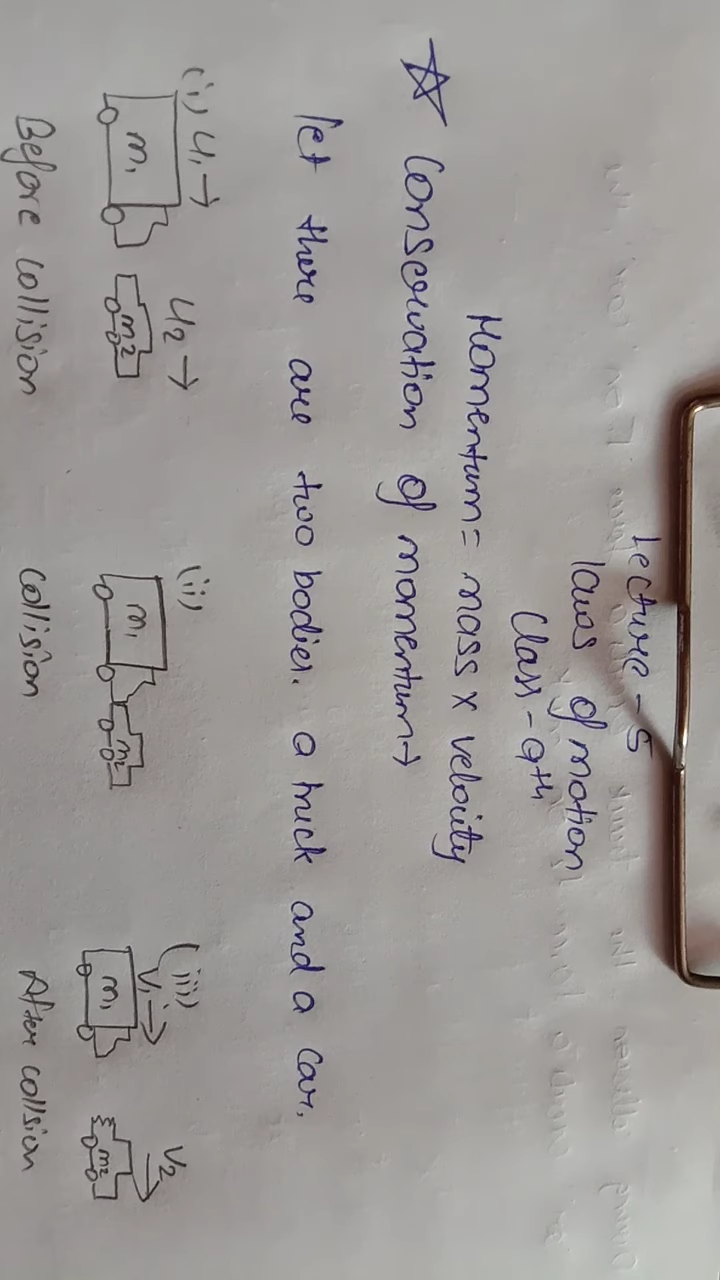 Lecture - 5
laws of motion
Class - 9th
Momentum = mass x velocity
☆ Conservation of momentum →
let there are two bodies. a truck and a car.
(i) U1 → U2 →
m1 m2
Before collision
(ii)
m1 m2
Collision
(iii)
V1 → V2
m1 m2
After collsion